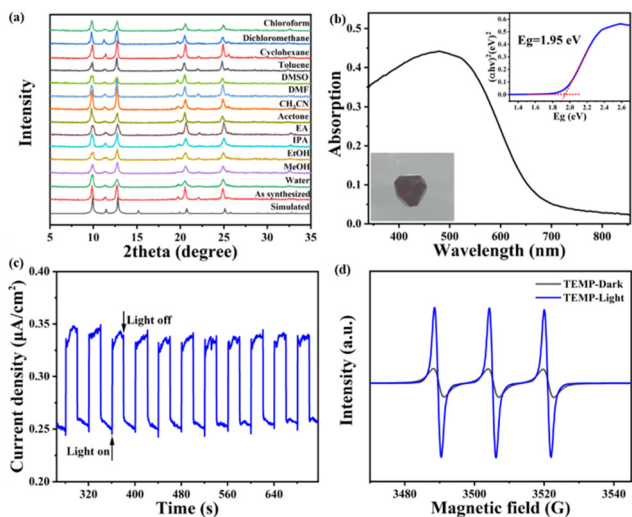 (a)
Chloroform
Dichloromethane
Cyclohexane
Toluene
DMSO
DMF
CH₃CN
Acetone
EA
IPA
EtOH
MeOH
Water
As synthesized
Simulated
Intensity
5 10 15 20 25 30 35
2theta (degree)
(b)
0.5
0.4
0.3
0.2
0.1
0.0
Absorption
400 500 600 700 800
Wavelength (nm)
Eg=1.95 eV
(αhν)²(eV)²
0.6
0.5
0.4
0.3
0.2
0.1
0.0
1.4 1.6 1.8 2.0 2.2 2.4 2.6
Eg (eV)
(c)
0.40
0.35
0.30
0.25
0.20
Current density (μA/cm²)
Light off
Light on
320 400 480 560 640
Time (s)
(d)
TEMP-Dark
TEMP-Light
Intensity (a.u.)
3480 3500 3520 3540
Magnetic field (G)